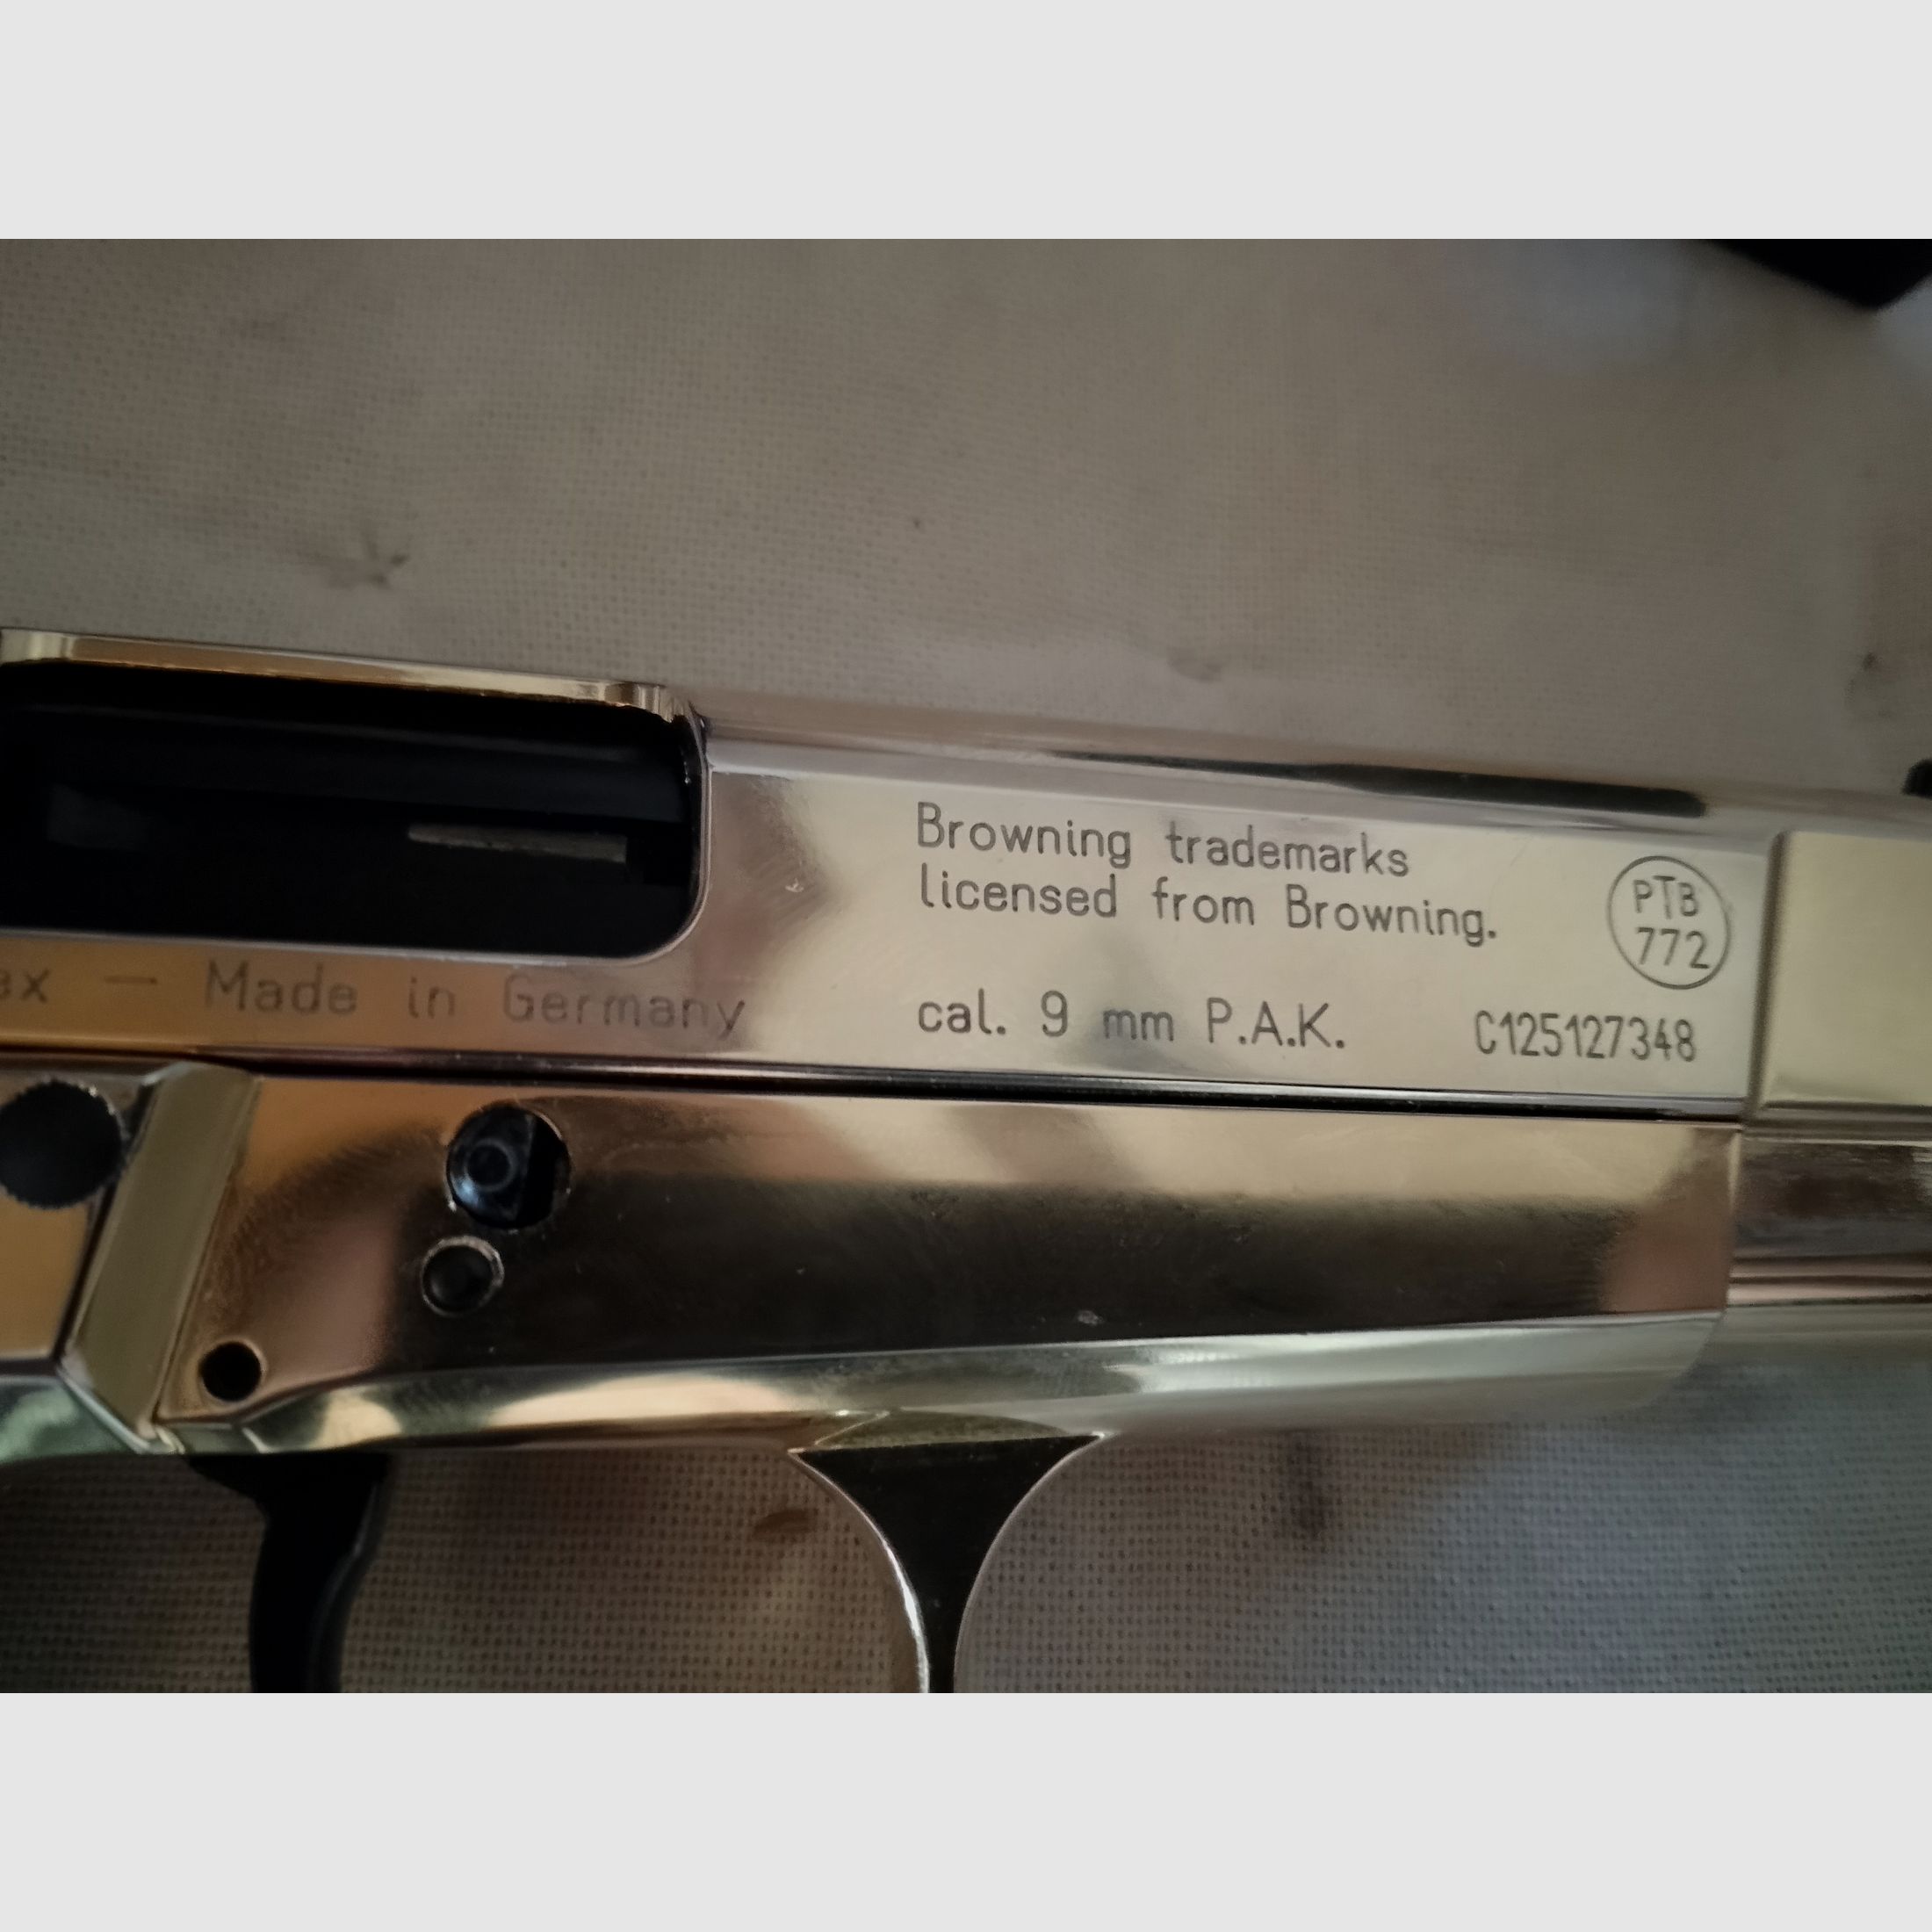 Browning trademarks
licensed from Browning.
PTB
772
— Made in Germany
cal. 9 mm P.A.K.
C125127348